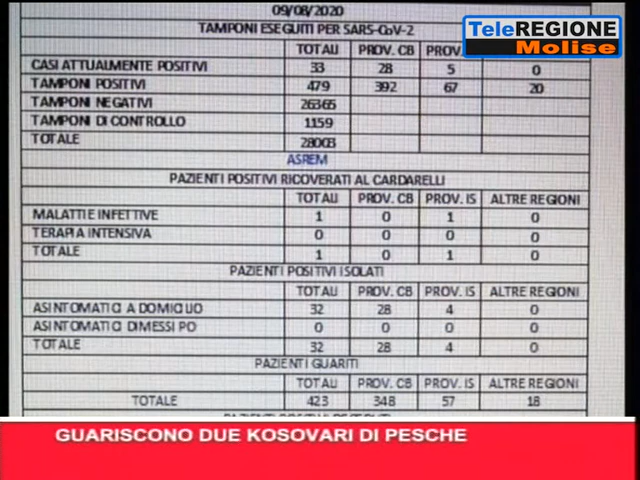 09/08/2020
TAMPONI ESEGUITI PER SARS-CoV-2
TeleREGIONE
Molise
TOTALI PROV. CB PROV.
CASI ATTUALMENTE POSITIVI 33 28 5 0
TAMPONI POSITIVI 479 392 67 20
TAMPONI NEGATIVI 26365
TAMPONI DI CONTROLLO 1159
TOTALE 28003
ASREM
PAZIENTI POSITIVI RICOVERATI AL CARDARELLI
TOTALI PROV. CB PROV. IS ALTRE REGIONI
MALATTIE INFETTIVE 1 0 1 0
TERAPIA INTENSIVA 0 0 0 0
TOTALE 1 0 1 0
PAZIENTI POSITIVI ISOLATI
TOTALI PROV. CB PROV. IS ALTRE REGIONI
ASINTOMATICI A DOMICILIO 32 28 4 0
ASINTOMATICI DIMESSI PO 0 0 0 0
TOTALE 32 28 4 0
PAZIENTI GUARITI
TOTALI PROV. CB PROV. IS ALTRE REGIONI
TOTALE 423 348 57 18
GUARISCONO DUE KOSOVARI DI PESCHE